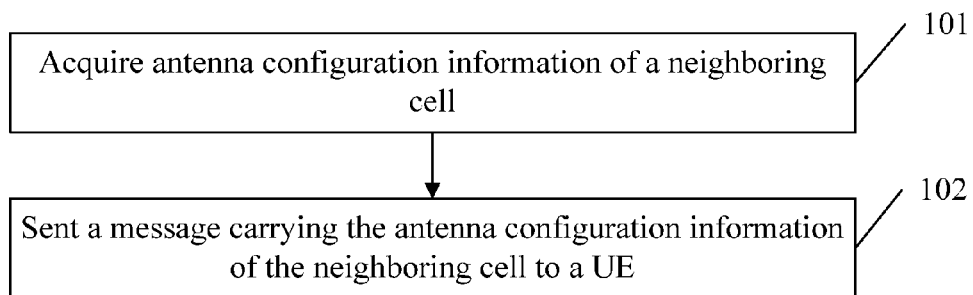 101
Acquire antenna configuration information of a neighboring
cell
102
Sent a message carrying the antenna configuration information
of the neighboring cell to a UE